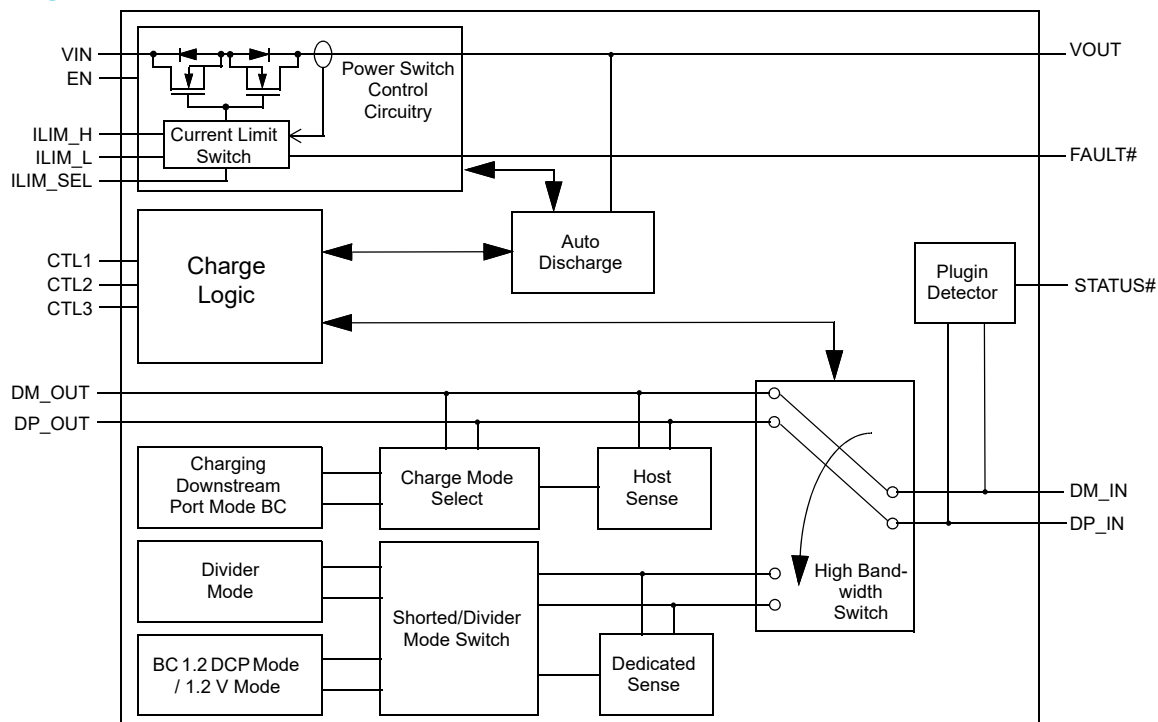 VIN
EN
ILIM_H
ILIM_L
ILIM_SEL
Power Switch
Control
Circuitry
Current Limit
Switch
VOUT
FAULT#
CTL1
CTL2
CTL3
Charge
Logic
Auto
Discharge
Plugin
Detector
STATUS#
DM_OUT
DP_OUT
Charging
Downstream
Port Mode BC
Charge Mode
Select
Host
Sense
DM_IN
DP_IN
High Band-
width
Switch
Divider
Mode
Shorted/Divider
Mode Switch
BC 1.2 DCP Mode
/ 1.2 V Mode
Dedicated
Sense